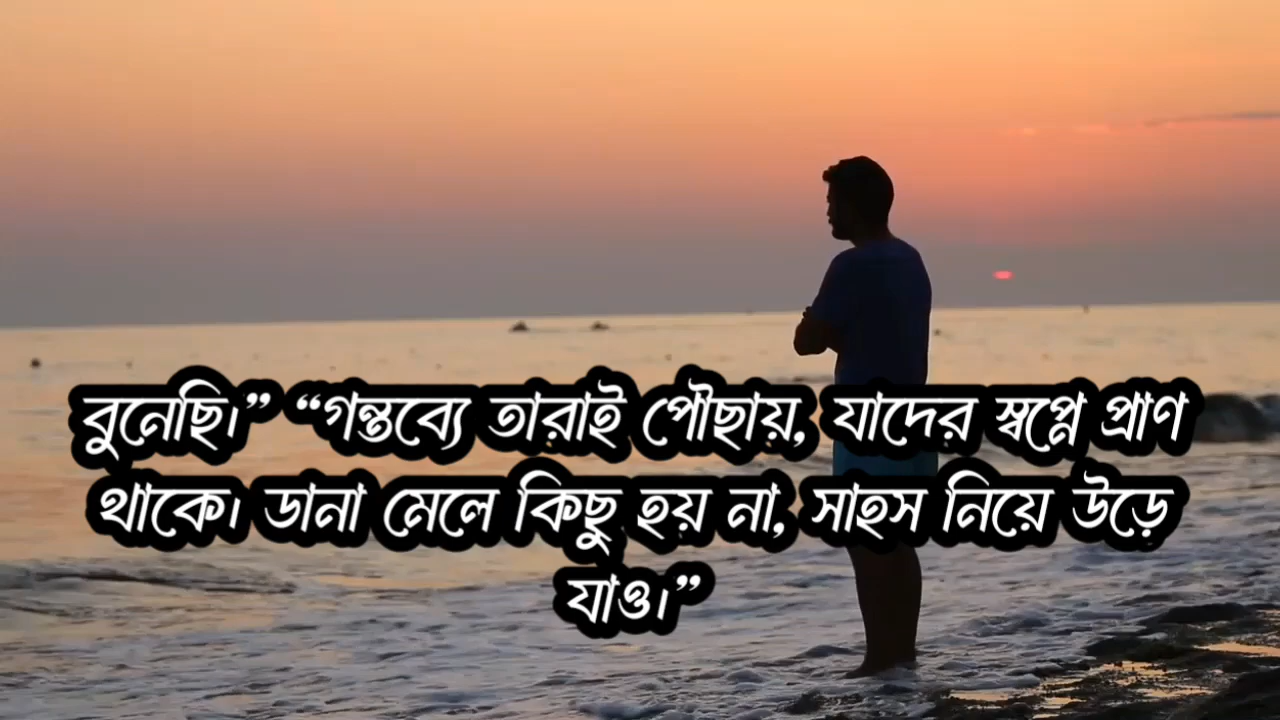 বুনেছি।” “গন্তব্যে তারাই পৌছায়, যাদের স্বপ্নে প্রাণ
থাকে। ডানা মেলে কিছু হয় না, সাহস নিয়ে উড়ে
যাও।”